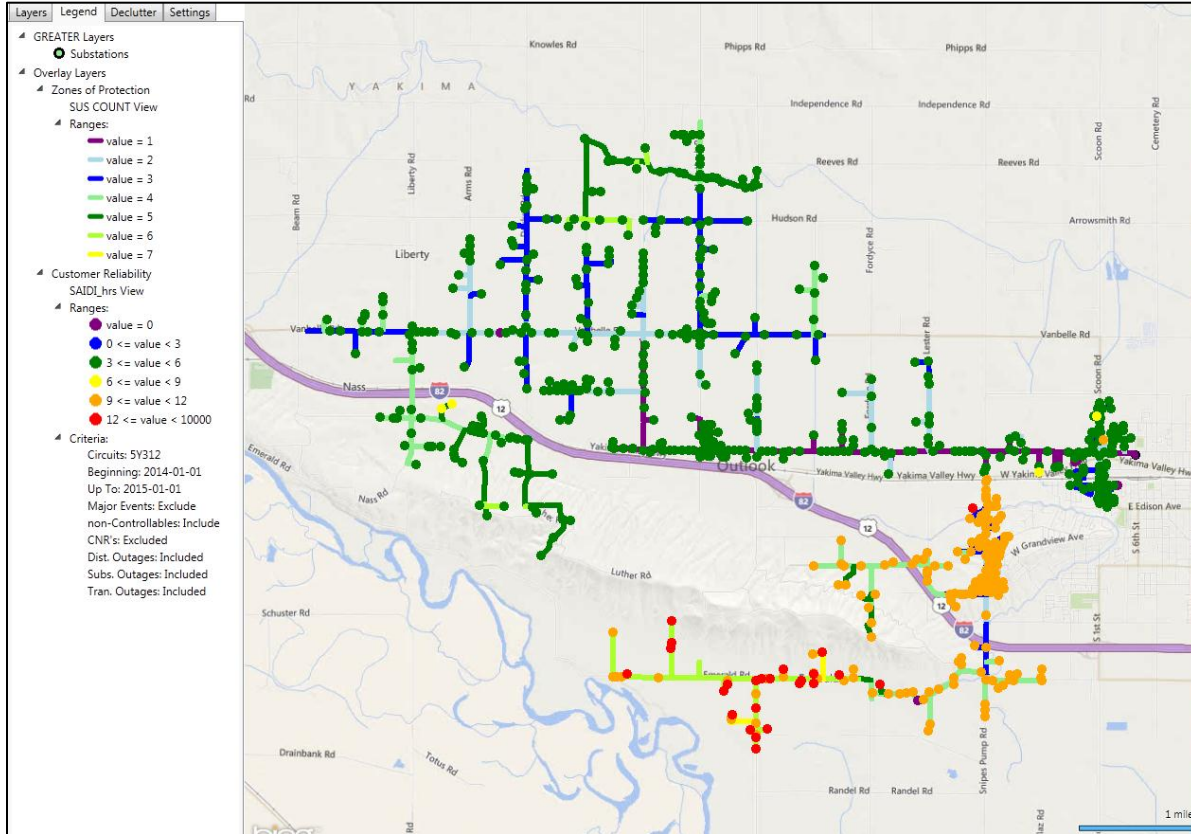 Layers Legend Declutter Settings
GREATER Layers
Substations
Overlay Layers
Zones of Protection
SUS COUNT View
Ranges:
value = 1
value = 2
value = 3
value = 4
value = 5
value = 6
value = 7
Customer Reliability
SAIDI_hrs View
Ranges:
value = 0
0 <= value < 3
3 <= value < 6
6 <= value < 9
9 <= value < 12
12 <= value < 10000
Criteria:
Circuits: 5Y312
Beginning: 2014-01-01
Up To: 2015-01-01
Major Events: Exclude
non-Controllables: Include
CNR's: Excluded
Dist. Outages: Included
Subs. Outages: Included
Tran. Outages: Included
Knowles Rd
Phipps Rd
Phipps Rd
YAKIMA
Rd
Independence Rd
Independence Rd
Cemetery Rd
Scoon Rd
Liberty Rd
Arms Rd
Reeves Rd
Reeves Rd
Beam Rd
Hudson Rd
Arrowsmith Rd
Fordyce Rd
Liberty
Vanbelle Rd
Lester Rd
Scoon Rd
Nass
82
12
Outlook
Yakima Valley Hwy
Yakima Valley Hwy
W Yakima Valley
Yakima Valley Hw
Emerald Rd
Nass Rd
82
E Edison Ave
12
S 6th St
W Grandview Ave
Luther Rd
12
82
S 1st St
Schuster Rd
Emerald Rd
Snipes Pump Rd
Drainbank Rd
Totus Rd
Randel Rd
Randel Rd
Rd
az Rd
bing
1 mile